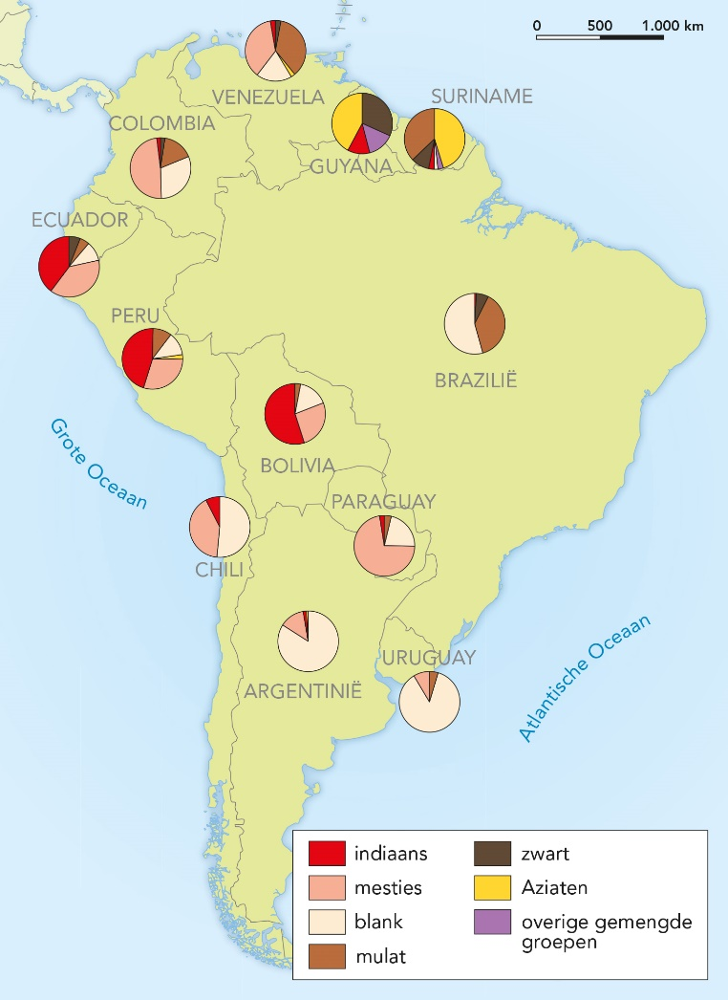 0 500 1.000 km
VENEZUELA
SURINAME
COLOMBIA
GUYANA
ECUADOR
PERU
BRAZILIË
Grote Oceaan
BOLIVIA
PARAGUAY
CHILI
Atlantische Oceaan
URUGUAY
ARGENTINIË
indiaans
mesties
blank
mulat
zwart
Aziaten
overige gemengde
groepen